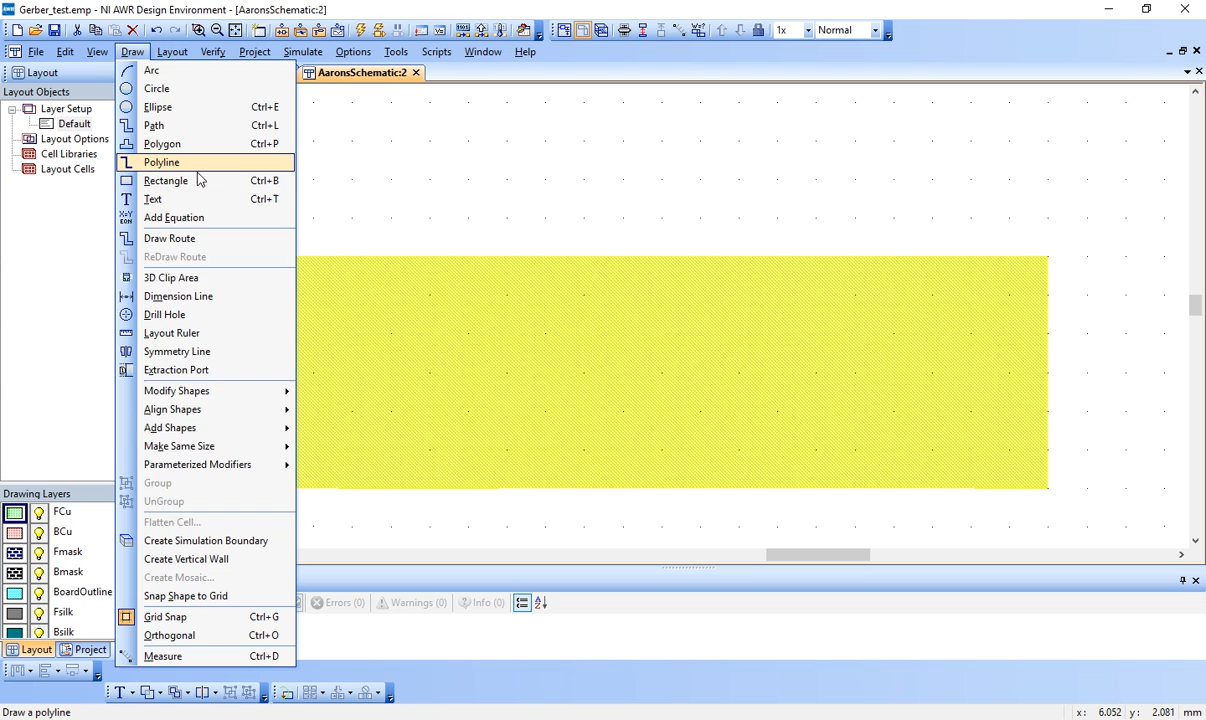 Gerber_test.emp - NI AWR Design Environment - [AaronsSchematic:2]
File Edit View Draw Layout Verify Project Simulate Options Tools Scripts Window Help
1x Normal
Layout
AaronsSchematic:2
Layout Objects
Layer Setup
Default
Layout Options
Cell Libraries
Layout Cells
Arc
Circle
Ellipse Ctrl+E
Path Ctrl+L
Polygon Ctrl+P
Polyline
Rectangle Ctrl+B
Text Ctrl+T
X=Y EQN Add Equation
Draw Route
ReDraw Route
3D Clip Area
Dimension Line
Drill Hole
Layout Ruler
Symmetry Line
Extraction Port
Modify Shapes
Align Shapes
Add Shapes
Make Same Size
Parameterized Modifiers
Group
UnGroup
Flatten Cell...
Create Simulation Boundary
Create Vertical Wall
Create Mosaic...
Snap Shape to Grid
Grid Snap Ctrl+G
Orthogonal Ctrl+O
Measure Ctrl+D
Drawing Layers
FCu
BCu
Fmask
Bmask
BoardOutline
Fsilk
Bsilk
Errors (0) Warnings (0) Info (0)
Layout Project
Draw a polyline
x: 6.052 y: 2.081 mm